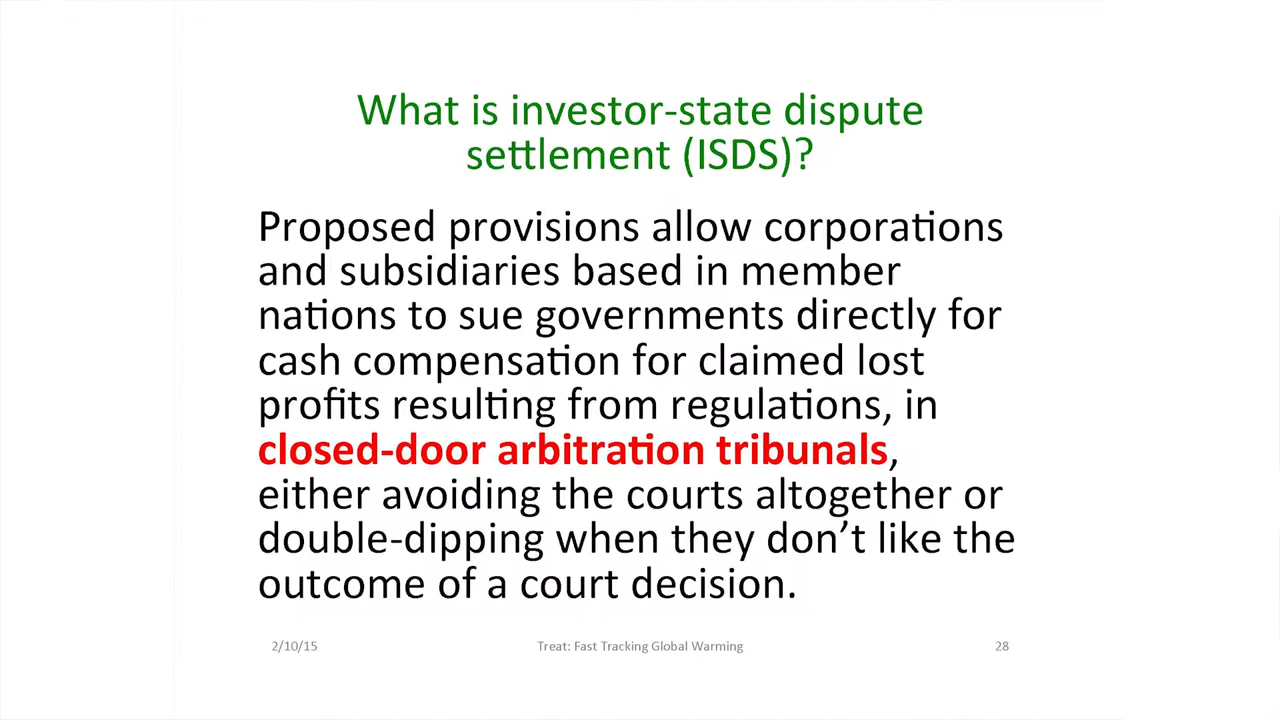 What is investor-state dispute
settlement (ISDS)?
Proposed provisions allow corporations
and subsidiaries based in member
nations to sue governments directly for
cash compensation for claimed lost
profits resulting from regulations, in
closed-door arbitration tribunals,
either avoiding the courts altogether or
double-dipping when they don’t like the
outcome of a court decision.
2/10/15 Treat: Fast Tracking Global Warming 28